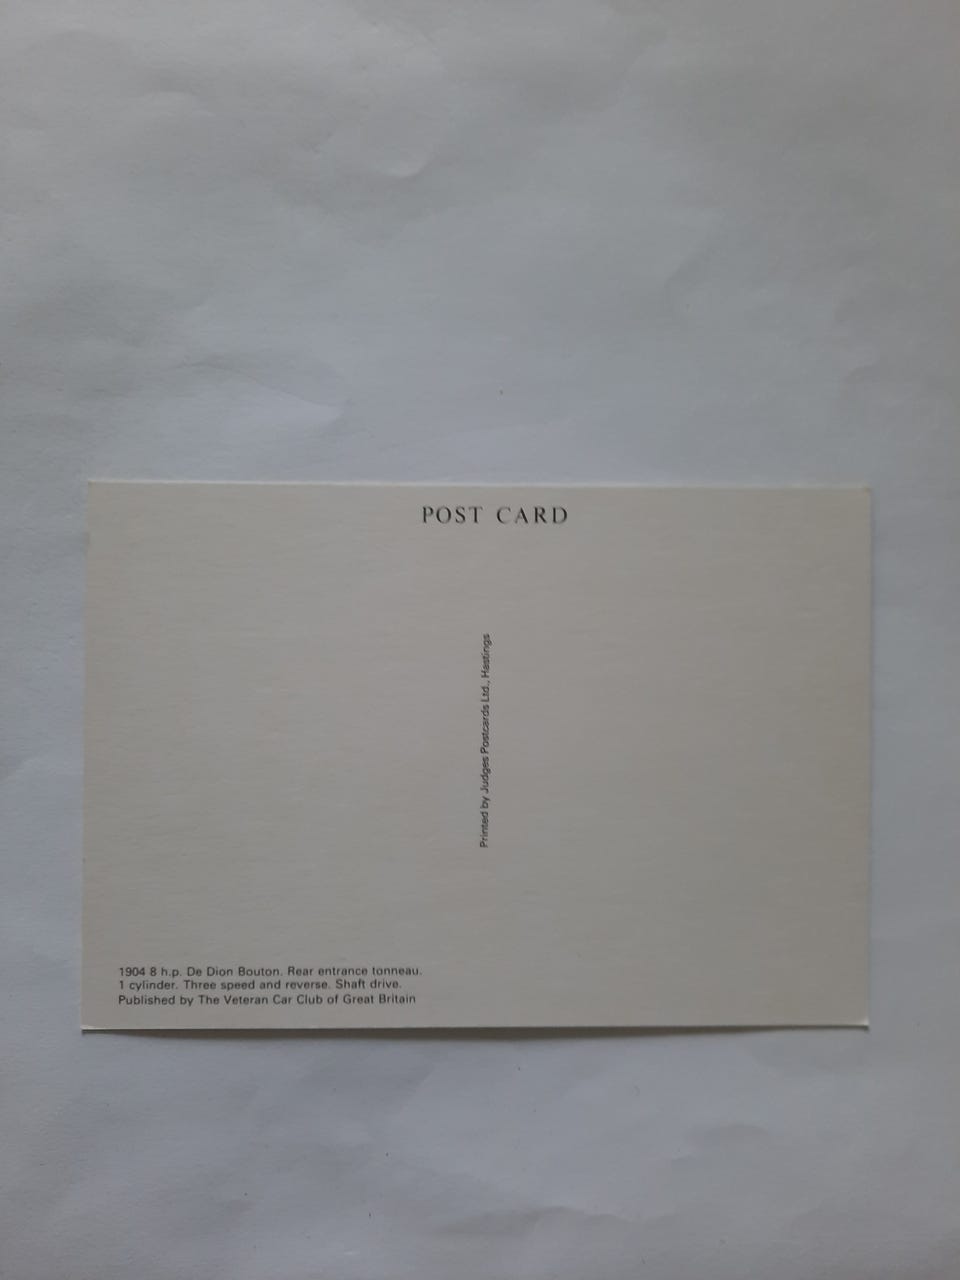 POST CARD
Printed by Judges Postcards Ltd., Hastings
1904 8 h.p. De Dion Bouton. Rear entrance tonneau.
1 cylinder. Three speed and reverse. Shaft drive.
Published by The Veteran Car Club of Great Britain